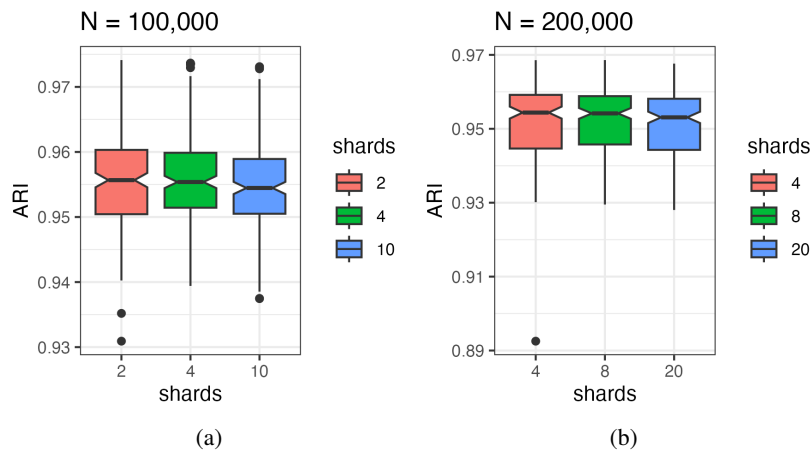 N = 100,000
ARI
0.97
0.96
0.95
0.94
0.93
2 4 10
shards
shards
2
4
10
(a)
N = 200,000
ARI
0.97
0.95
0.93
0.91
0.89
4 8 20
shards
shards
4
8
20
(b)